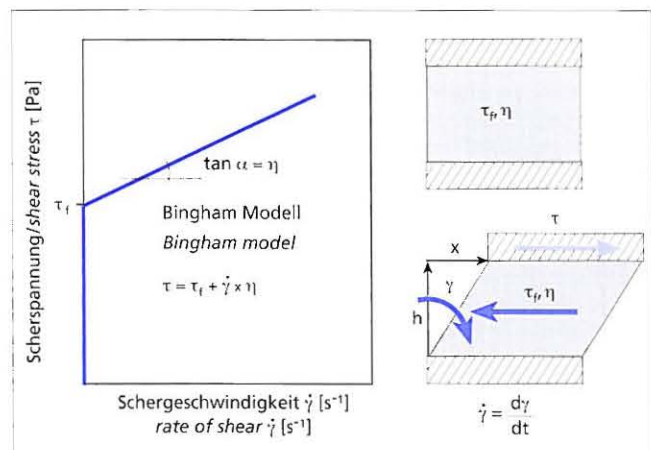 Scherspannung/shear stress τ [Pa]
τf
tan α = η
Bingham Modell
Bingham model
τ = τf + γ̇ x η
Schergeschwindigkeit γ̇ [s⁻¹]
rate of shear γ̇ [s⁻¹]
τf, η
τ
x
γ
h
τf, η
γ̇ = dγ/dt